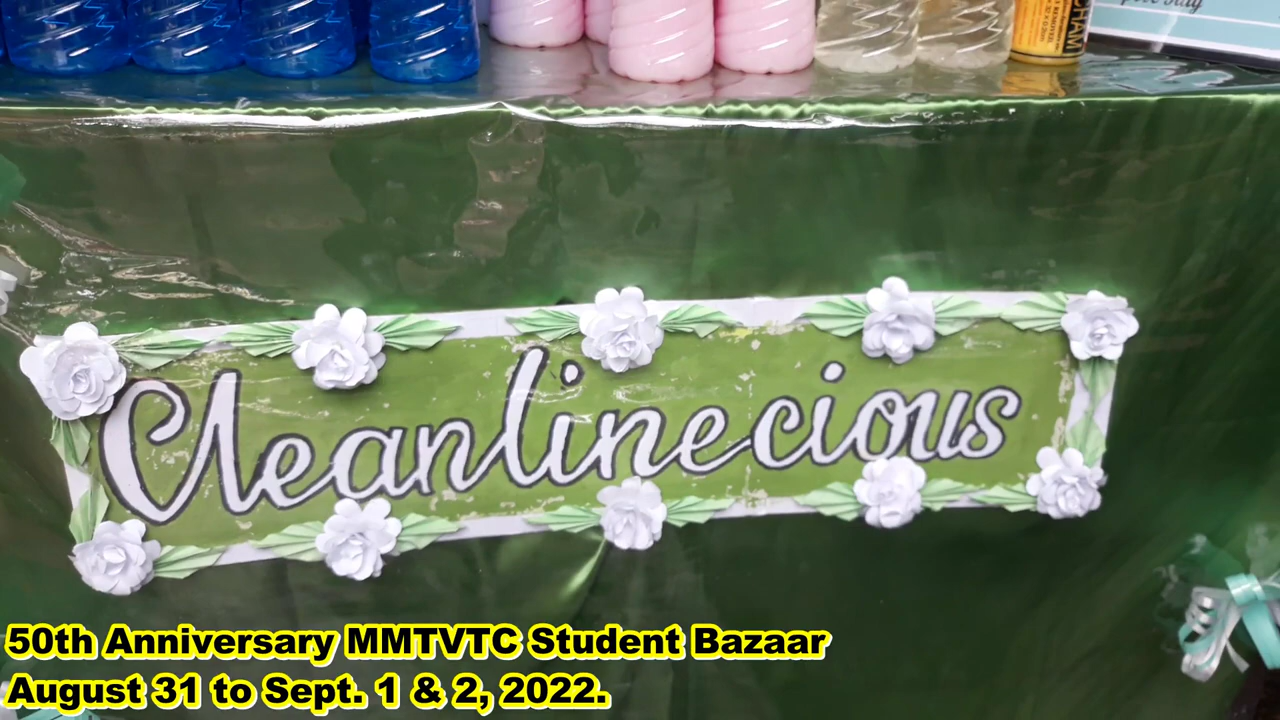 Cleanlinecious
50th Anniversary MMTVTC Student Bazaar
August 31 to Sept. 1 & 2, 2022.